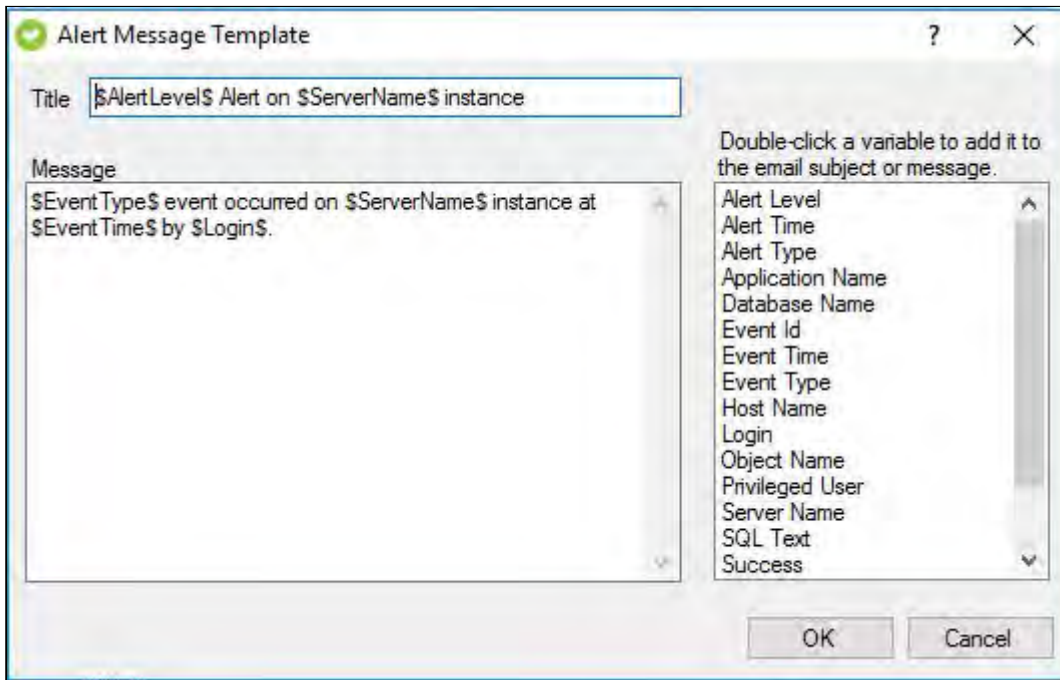 Alert Message Template
?
Title
$AlertLevel$ Alert on $ServerName$ instance
Double-click a variable to add it to
the email subject or message.
Message
$EventType$ event occurred on $ServerName$ instance at
$EventTime$ by $Login$.
Alert Level
Alert Time
Alert Type
Application Name
Database Name
Event Id
Event Time
Event Type
Host Name
Login
Object Name
Privileged User
Server Name
SQL Text
Success
OK
Cancel